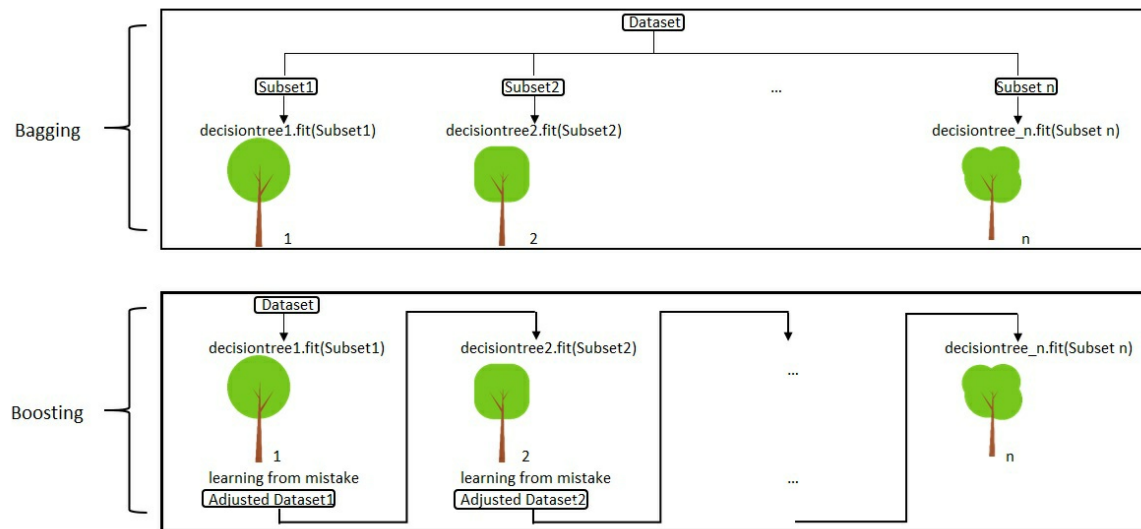 Dataset
Subset1 Subset2 ... Subset n
Bagging
decisiontree1.fit(Subset1) decisiontree2.fit(Subset2) decisiontree_n.fit(Subset n)
1 2 n
Dataset
decisiontree1.fit(Subset1) decisiontree2.fit(Subset2) decisiontree_n.fit(Subset n)
...
Boosting
1 2 n
learning from mistake learning from mistake ...
Adjusted Dataset1 Adjusted Dataset2